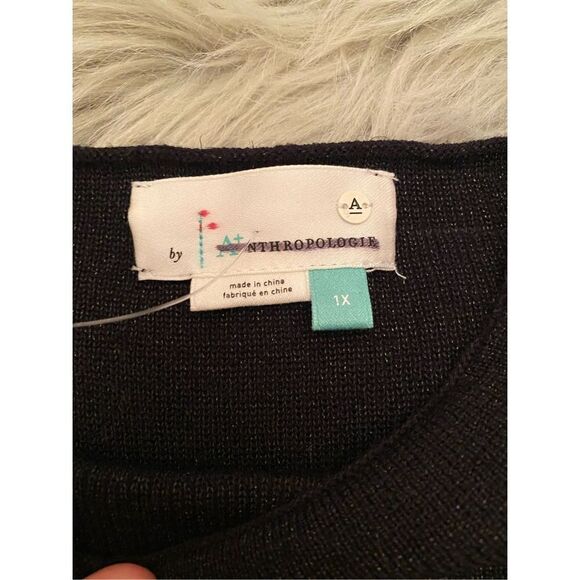 A
by A+NTHROPOLOGIE
made in china
fabriqué en chine
1X